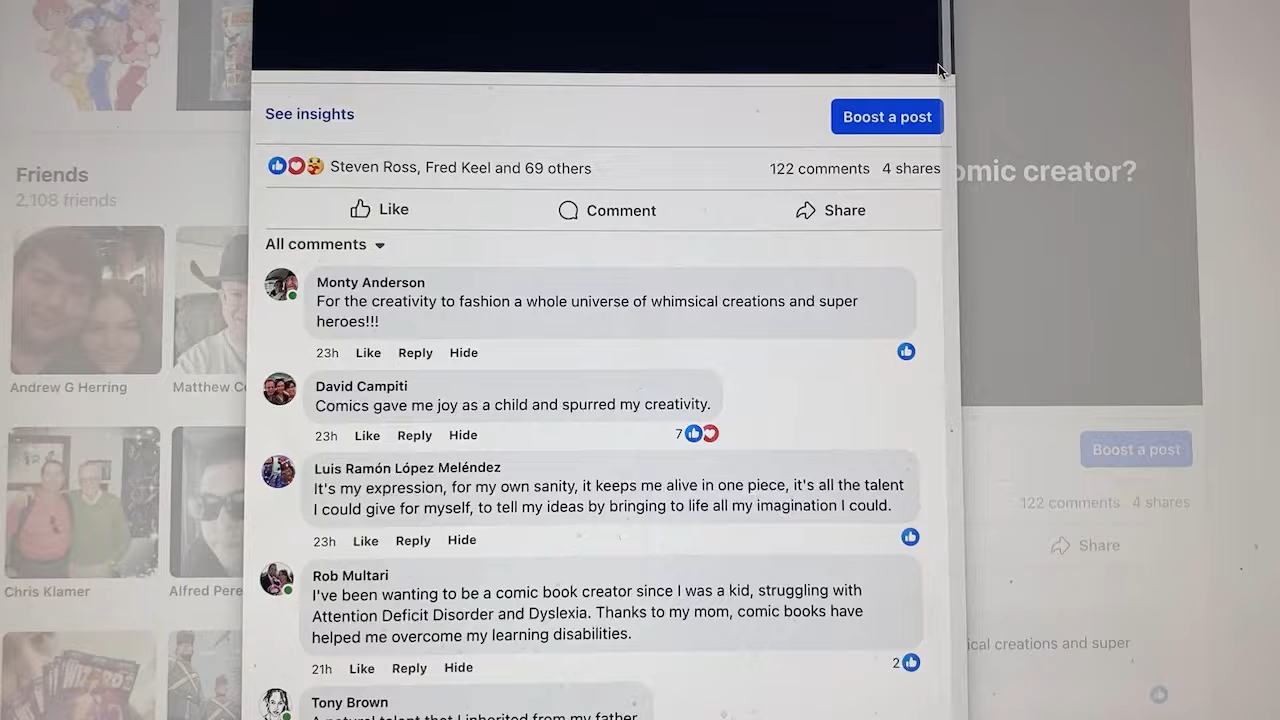 See insights
Boost a post
Steven Ross, Fred Keel and 69 others
122 comments 4 shares
Like
Comment
Share
All comments
Monty Anderson
For the creativity to fashion a whole universe of whimsical creations and super
heroes!!!
23h Like Reply Hide
David Campiti
Comics gave me joy as a child and spurred my creativity.
23h Like Reply Hide
7
Luis Ramón López Meléndez
It's my expression, for my own sanity, it keeps me alive in one piece, it's all the talent
I could give for myself, to tell my ideas by bringing to life all my imagination I could.
23h Like Reply Hide
Rob Multari
I've been wanting to be a comic book creator since I was a kid, struggling with
Attention Deficit Disorder and Dyslexia. Thanks to my mom, comic books have
helped me overcome my learning disabilities.
21h Like Reply Hide
2
Tony Brown
A natural talent that I inherited from my father
Friends
2,108 friends
Andrew G Herring
Matthew C
Chris Klamer
Alfred Pere
omic creator?
Boost a post
122 comments 4 shares
Share
ical creations and super